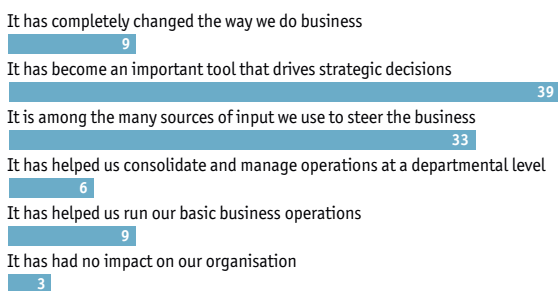 It has completely changed the way we do business
9
It has become an important tool that drives strategic decisions
39
It is among the many sources of input we use to steer the business
33
It has helped us consolidate and manage operations at a departmental level
6
It has helped us run our basic business operations
9
It has had no impact on our organisation
3